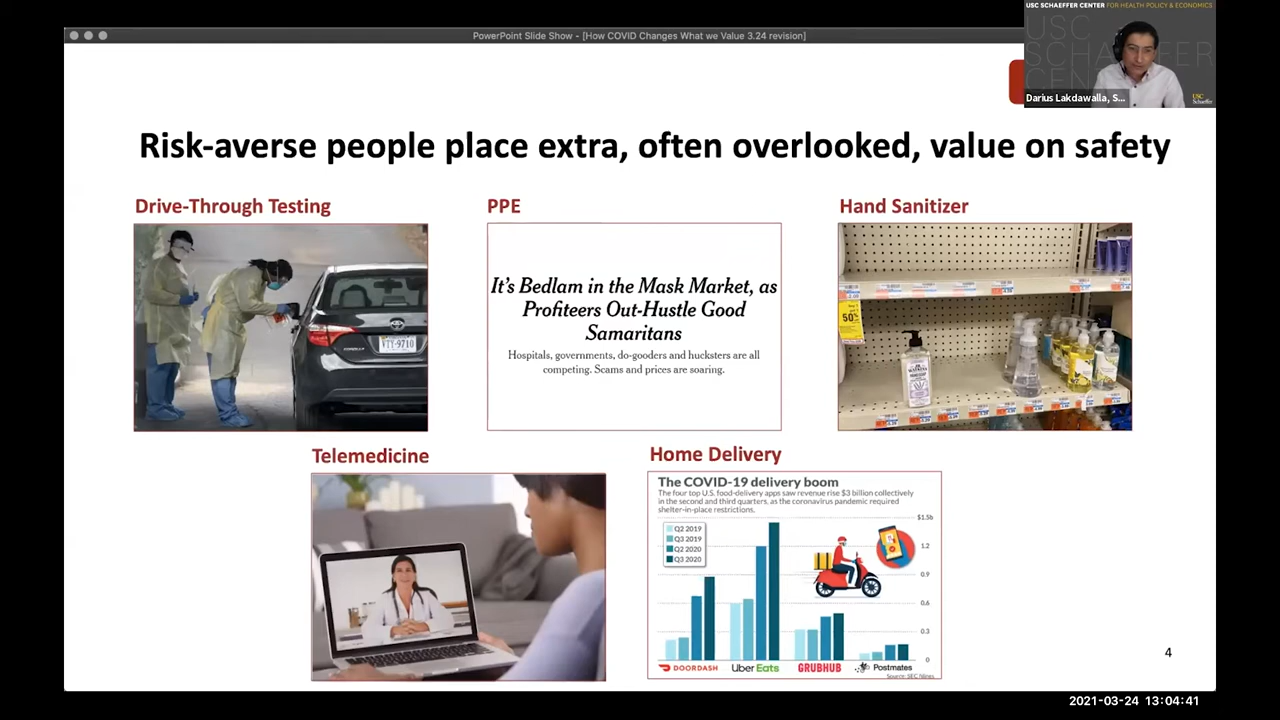 USC SCHAEFFER CENTER FOR HEALTH POLICY & ECONOMICS
PowerPoint Slide Show - [How COVID Changes What we Value 3.24 revision]
USC
Darius Lakdawalla, S...
USC Schaeffer
Risk-averse people place extra, often overlooked, value on safety
Drive-Through Testing
PPE
Hand Sanitizer
It's Bedlam in the Mask Market, as
Profiteers Out-Hustle Good
Samaritans
Hospitals, governments, do-gooders and hucksters are all
competing. Scams and prices are soaring.
VTY-9710
50%
Telemedicine
Home Delivery
The COVID-19 delivery boom
The four top U.S. food-delivery apps saw revenue rise $3 billion collectively
in the second and third quarters, as the coronavirus pandemic required
shelter-in-place restrictions.
$1.5b
Q2 2019
Q3 2019
Q2 2020
Q3 2020
1.2
0.9
0.6
0.3
0
DOORDASH
Uber Eats
GRUBHUB
Postmates
Source: SEC filings
4
2021-03-24 13:04:41